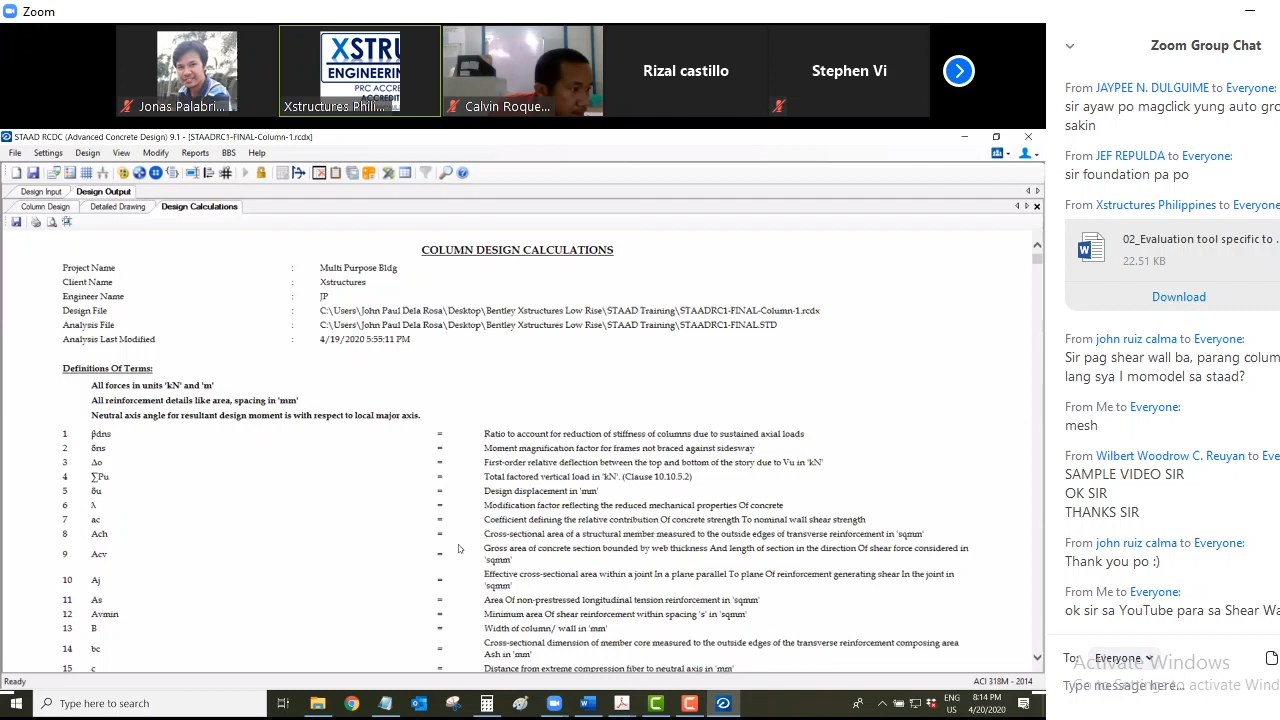 Zoom
XSTRU
ENGINEERIN
PRC ACCRE
ACCREDIT
Jonas Palabri...
Xstructures Phili...
Calvin Roque...
Rizal castillo
Stephen Vi
STAAD RCDC (Advanced Concrete Design) 9.1 - [STAADRC1-FINAL-Column-1.rcdx]
File Settings Design View Modify Reports BBS Help
Design Input Design Output
Column Design Detailed Drawing Design Calculations
COLUMN DESIGN CALCULATIONS
Project Name : Multi Purpose Bldg
Client Name : Xstructures
Engineer Name : JP
Design File : C:\Users\John Paul Dela Rosa\Desktop\Bentley Xstructures Low Rise\STAAD Training\STAADRC1-FINAL-Column-1.rcdx
Analysis File : C:\Users\John Paul Dela Rosa\Desktop\Bentley Xstructures Low Rise\STAAD Training\STAADRC1-FINAL.STD
Analysis Last Modified : 4/19/2020 5:55:11 PM
Definitions Of Terms:
All forces in units 'kN' and 'm'
All reinforcement details like area, spacing in 'mm'
Neutral axis angle for resultant design moment is with respect to local major axis.
1 βdns = Ratio to account for reduction of stiffness of columns due to sustained axial loads
2 δns = Moment magnification factor for frames not braced against sidesway
3 Δo = First-order relative deflection between the top and bottom of the story due to Vu in 'kN'
4 ∑Pu = Total factored vertical load in 'kN'. (Clause 10.10.5.2)
5 δu = Design displacement in 'mm'
6 λ = Modification factor reflecting the reduced mechanical properties Of concrete
7 αc = Coefficient defining the relative contribution Of concrete strength To nominal wall shear strength
8 Ach = Cross-sectional area of a structural member measured to the outside edges of transverse reinforcement in 'sqmm'
9 Acv = Gross area of concrete section bounded by web thickness And length of section in the direction Of shear force considered in
'sqmm'
10 Aj = Effective cross-sectional area within a joint In a plane parallel To plane Of reinforcement generating shear In the joint in
'sqmm'
11 As = Area Of non-prestressed longitudinal tension reinforcement in 'sqmm'
12 Avmin = Minimum area Of shear reinforcement within spacing 's' in 'sqmm'
13 B = Width of column/ wall in 'mm'
14 bc = Cross-sectional dimension of member core measured to the outside edges of the transverse reinforcement composing area
Ash in 'mm'
15 c = Distance from extreme compression fiber to neutral axis in 'mm'
Ready
ACI 318M - 2014
Type here to search
ENG
US
8:14 PM
4/20/2020
Zoom Group Chat
From JAYPEE N. DULGUIME to Everyone:
sir ayaw po magclick yung auto gro
sakin
From JEF REPULDA to Everyone:
sir foundation pa po
From Xstructures Philippines to Everyone
02_Evaluation tool specific to ...
22.51 KB
Download
From john ruiz calma to Everyone:
Sir pag shear wall ba, parang colum
lang sya I momodel sa staad?
From Me to Everyone:
mesh
From Wilbert Woodrow C. Reuyan to Eve
SAMPLE VIDEO SIR
OK SIR
THANKS SIR
From john ruiz calma to Everyone:
Thank you po :)
From Me to Everyone:
ok sir sa YouTube para sa Shear Wa
To: Everyone
Activate Windows
Go to Settings to activate Wind
Type message here...